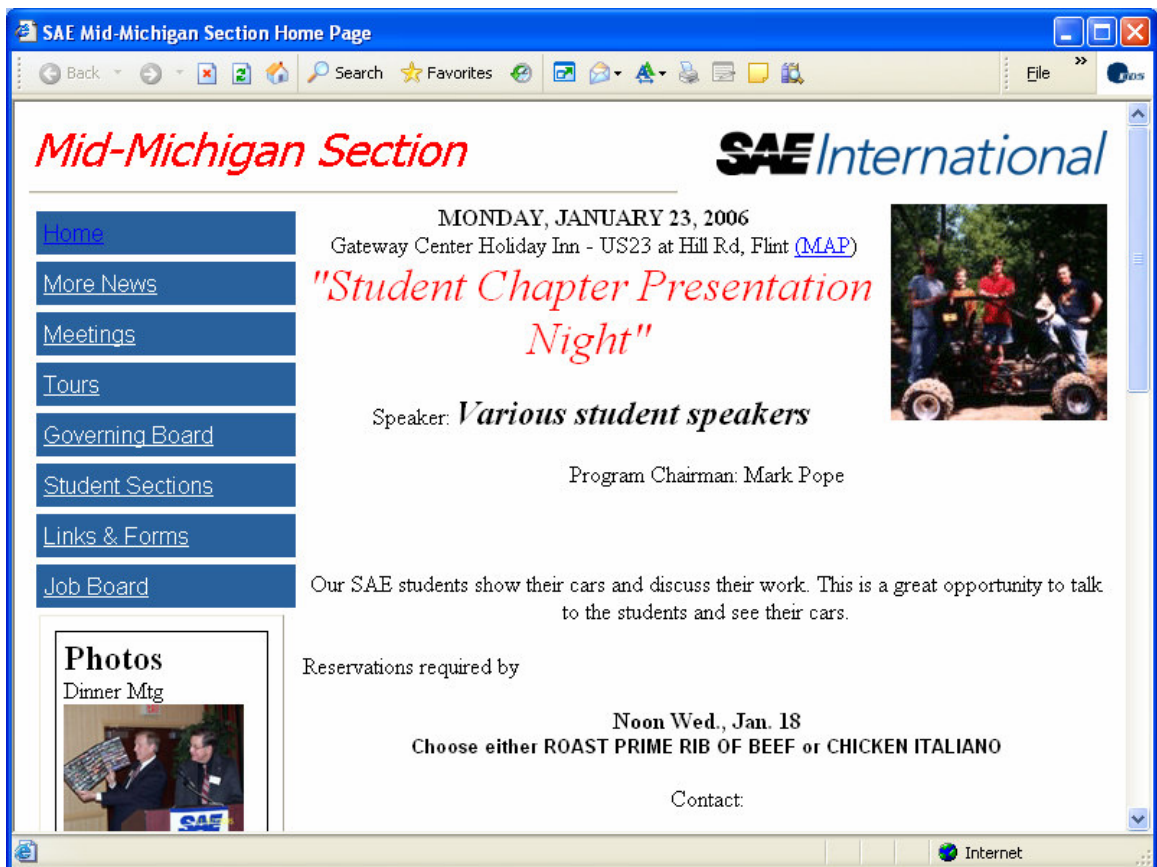 SAE Mid-Michigan Section Home Page
Back
Search
Favorites
File
»
Mid-Michigan Section
SAE International
Home
More News
Meetings
Tours
Governing Board
Student Sections
Links & Forms
Job Board
Photos
Dinner Mtg
SAE
MONDAY, JANUARY 23, 2006
Gateway Center Holiday Inn - US23 at Hill Rd, Flint (MAP)
"Student Chapter Presentation
Night"
Speaker: Various student speakers
Program Chairman: Mark Pope
Our SAE students show their cars and discuss their work. This is a great opportunity to talk
to the students and see their cars.
Reservations required by
Noon Wed., Jan. 18
Choose either ROAST PRIME RIB OF BEEF or CHICKEN ITALIANO
Contact:
Internet